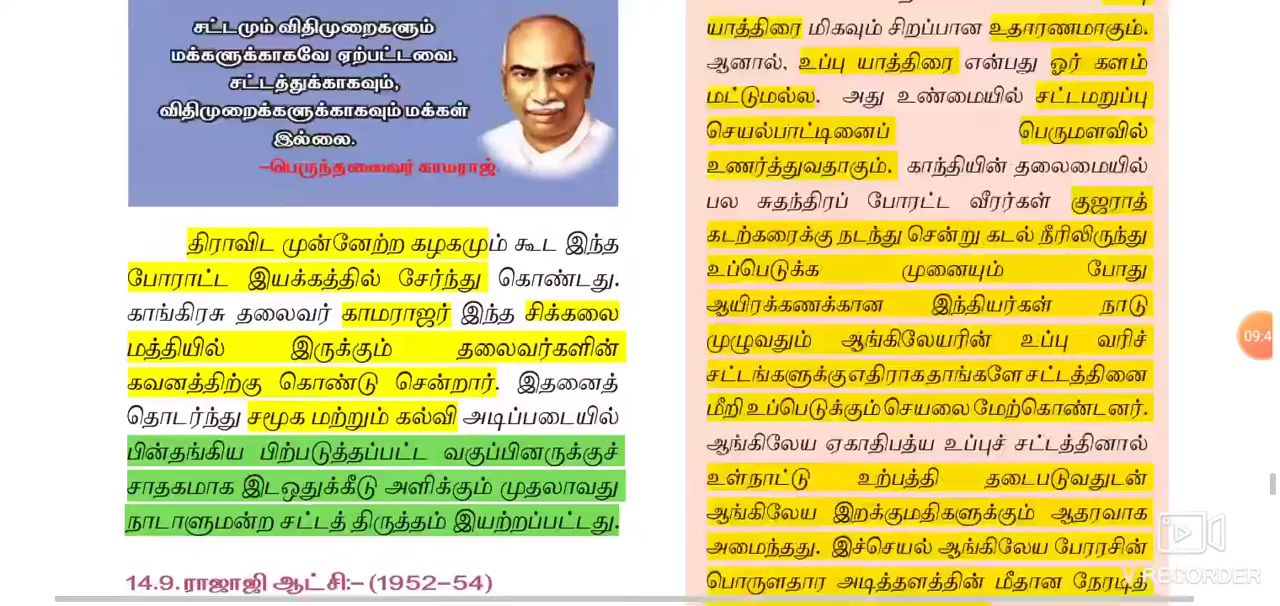 சட்டமும் விதிமுறைகளும்
மக்களுக்காகவே ஏற்பட்டவை.
சட்டத்துக்காகவும்,
விதிமுறைக்களுக்காகவும் மக்கள்
இல்லை.
–பெருந்தலைவர் காமராஜ்.
திராவிட முன்னேற்ற கழகமும் கூட இந்த
போராட்ட இயக்கத்தில் சேர்ந்து கொண்டது.
காங்கிரசு தலைவர் காமராஜர் இந்த சிக்கலை
மத்தியில் இருக்கும் தலைவர்களின்
கவனத்திற்கு கொண்டு சென்றார். இதனைத்
தொடர்ந்து சமூக மற்றும் கல்வி அடிப்படையில்
பின்தங்கிய பிற்படுத்தப்பட்ட வகுப்பினருக்குச்
சாதகமாக இடஒதுக்கீடு அளிக்கும் முதலாவது
நாடாளுமன்ற சட்டத் திருத்தம் இயற்றப்பட்டது.
14.9. ராஜாஜி ஆட்சி:– (1952–54)
யாத்திரை மிகவும் சிறப்பான உதாரணமாகும்.
ஆனால், உப்பு யாத்திரை என்பது ஓர் களம்
மட்டுமல்ல. அது உண்மையில் சட்டமறுப்பு
செயல்பாட்டினைப் பெருமளவில்
உணர்த்துவதாகும். காந்தியின் தலைமையில்
பல சுதந்திரப் போரட்ட வீரர்கள் குஜராத்
கடற்கரைக்கு நடந்து சென்று கடல் நீரிலிருந்து
உப்பெடுக்க முனையும் போது
ஆயிரக்கணக்கான இந்தியர்கள் நாடு
முழுவதும் ஆங்கிலேயரின் உப்பு வரிச்
சட்டங்களுக்கு எதிராக தாங்களே சட்டத்தினை
மீறி உப்பெடுக்கும் செயலை மேற்கொண்டனர்.
ஆங்கிலேய ஏகாதிபத்ய உப்புச் சட்டத்தினால்
உள்நாட்டு உற்பத்தி தடைபடுவதுடன்
ஆங்கிலேய இறக்குமதிகளுக்கும் ஆதரவாக
அமைந்தது. இச்செயல் ஆங்கிலேய பேரரசின்
பொருளதார அடித்தளத்தின் மீதான நேரடித்
09:4
V RECORDER